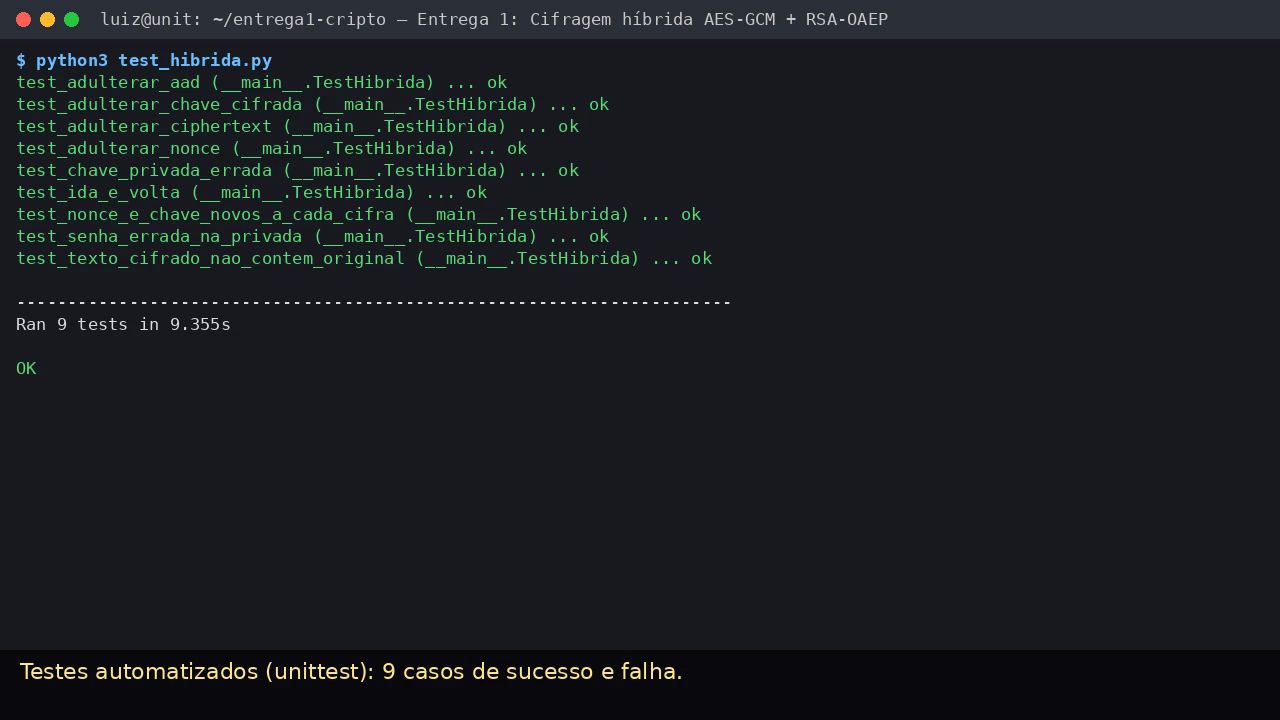 luiz@unit: ~/entrega1-cripto — Entrega 1: Cifragem híbrida AES-GCM + RSA-OAEP
$ python3 test_hibrida.py
test_adulterar_aad (__main__.TestHibrida) ... ok
test_adulterar_chave_cifrada (__main__.TestHibrida) ... ok
test_adulterar_ciphertext (__main__.TestHibrida) ... ok
test_adulterar_nonce (__main__.TestHibrida) ... ok
test_chave_privada_errada (__main__.TestHibrida) ... ok
test_ida_e_volta (__main__.TestHibrida) ... ok
test_nonce_e_chave_novos_a_cada_cifra (__main__.TestHibrida) ... ok
test_senha_errada_na_privada (__main__.TestHibrida) ... ok
test_texto_cifrado_nao_contem_original (__main__.TestHibrida) ... ok
----------------------------------------------------------------------
Ran 9 tests in 9.355s
OK
Testes automatizados (unittest): 9 casos de sucesso e falha.